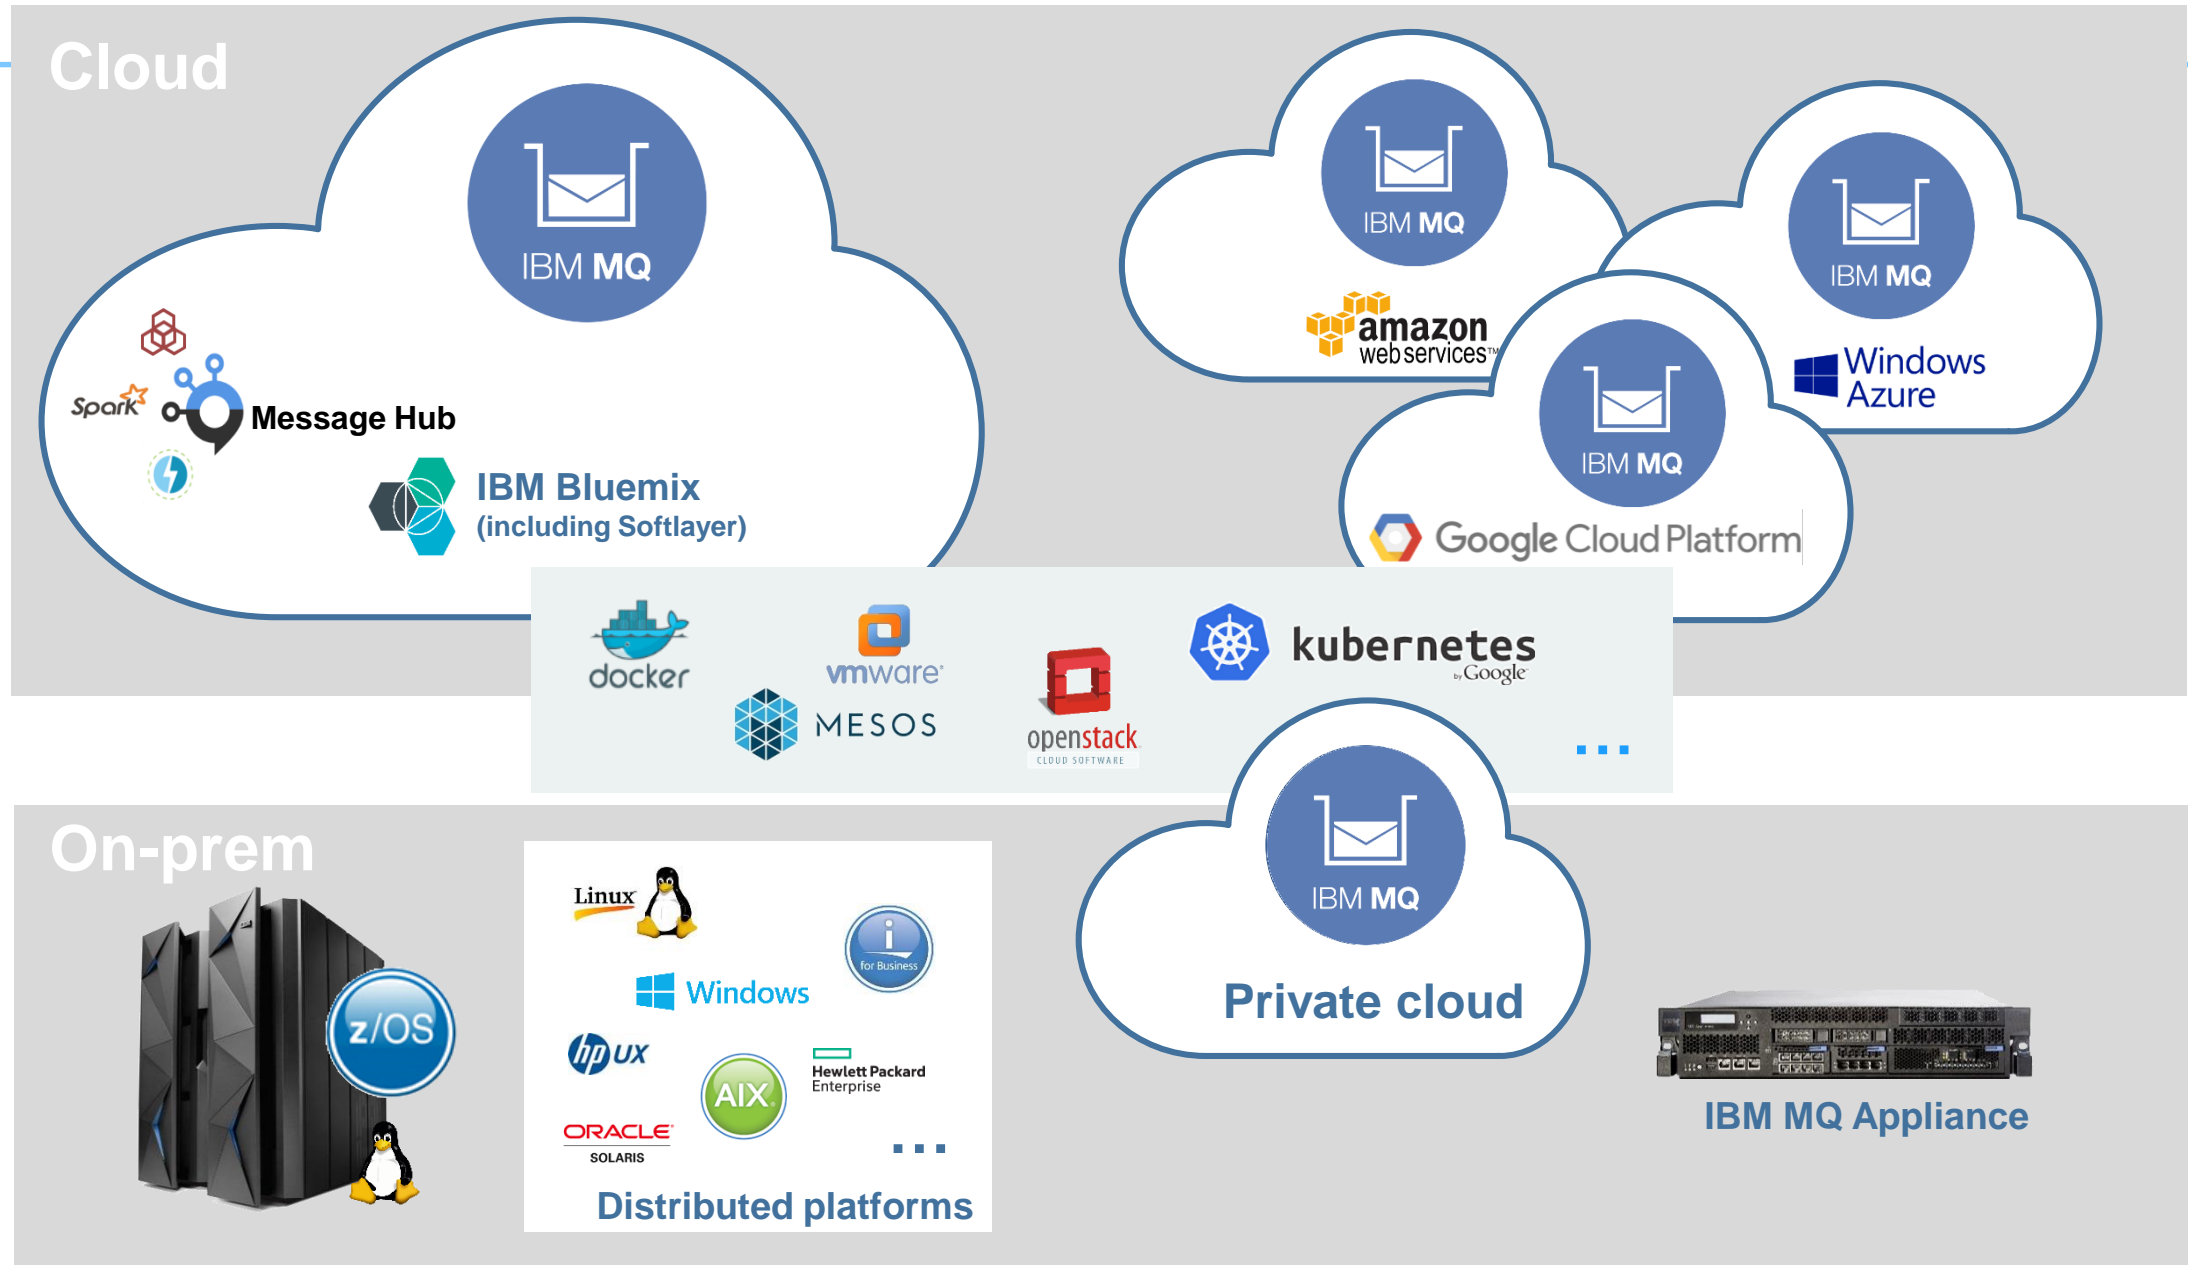 Cloud
IBM MQ
Spark
Message Hub
IBM Bluemix
(including Softlayer)
IBM MQ
amazon
webservices™
IBM MQ
Windows
Azure
IBM MQ
Google Cloud Platform
docker
vmware
MESOS
openstack
CLOUD SOFTWARE
kubernetes
by Google
...
On-prem
z/OS
Linux
i
for Business
Windows
hp UX
AIX
Hewlett Packard
Enterprise
ORACLE
SOLARIS
...
Distributed platforms
IBM MQ
Private cloud
IBM MQ Appliance